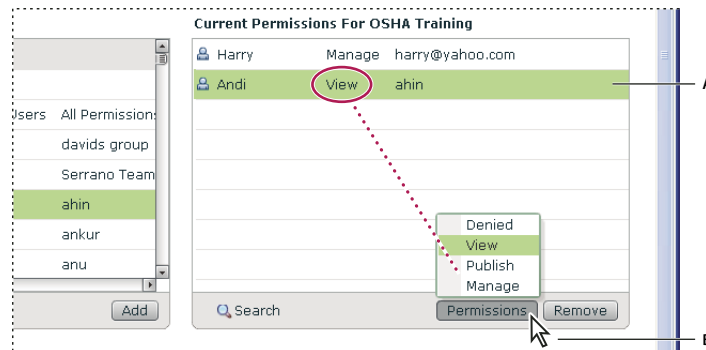 Current Permissions For OSHA Training
Harry Manage harry@yahoo.com
Andi View ahin
A
Users All Permission
davids group
Serrano Team
ahin
ankur
anu
Add
Search
Denied
View
Publish
Manage
Permissions
Remove